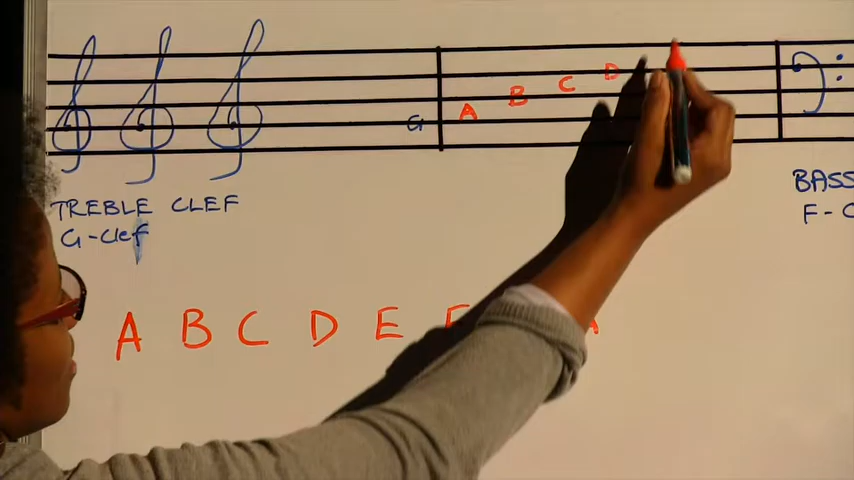 G A B C D
TREBLE CLEF
G-Clef
BASS
F-C
A B C D E F